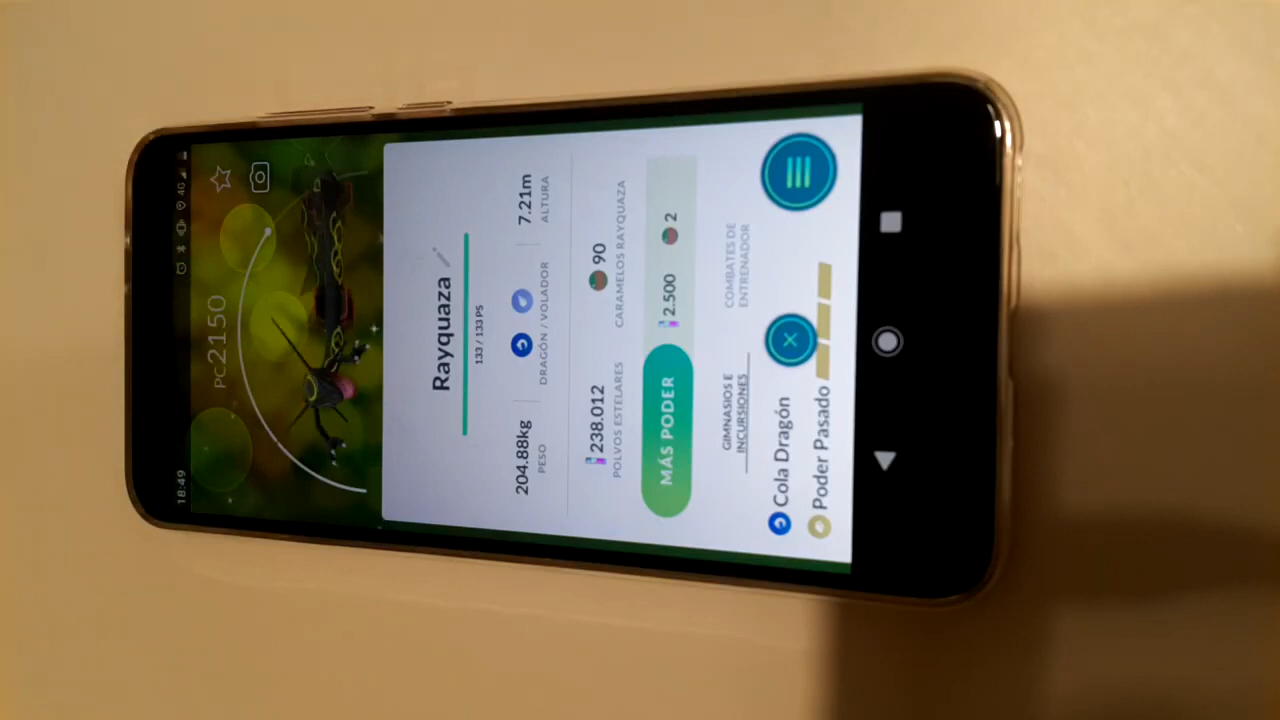 18:49
4G
PC2150
Rayquaza
133 / 133 PS
204.88kg
PESO
DRAGÓN / VOLADOR
7.21m
ALTURA
238.012
POLVOS ESTELARES
90
CARAMELOS RAYQUAZA
MÁS PODER
2.500
2
GIMNASIOS E
INCURSIONES
COMBATES DE
ENTRENADOR
Cola Dragón
Poder Pasado